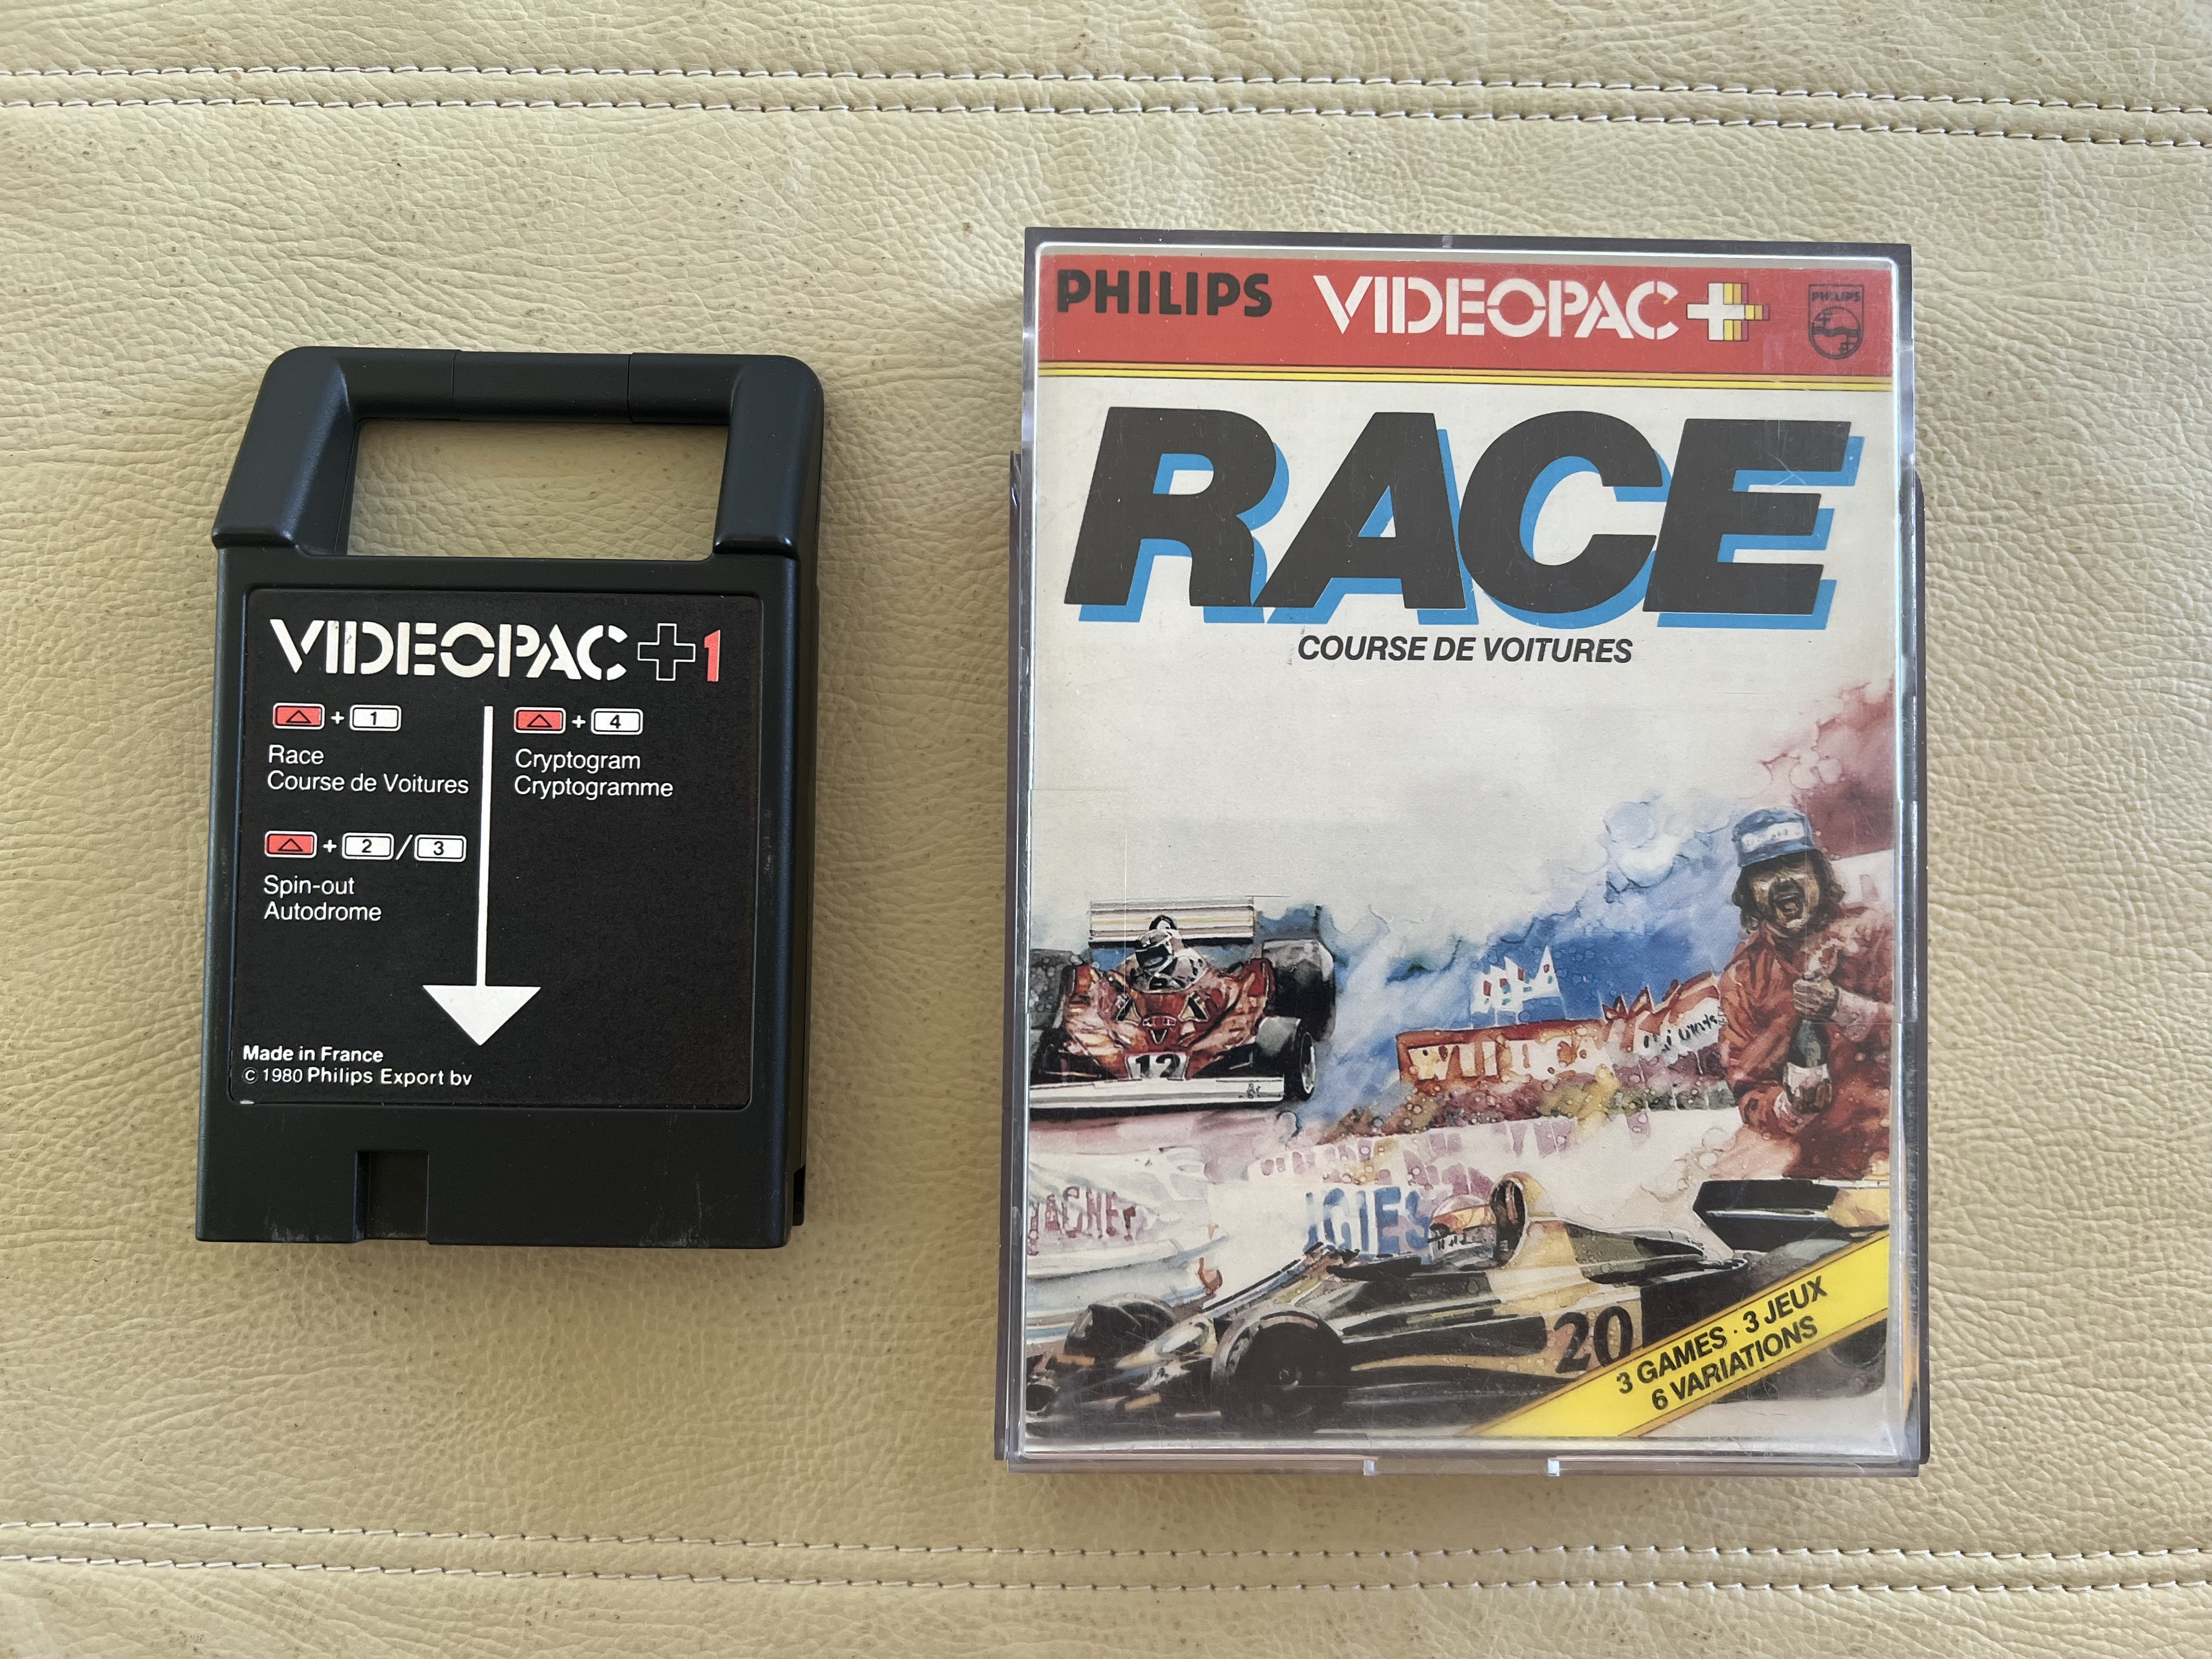 VIDEOPAC+1
△ + 1
Race
Course de Voitures
△ + 2/3
Spin-out
Autodrome
△ + 4
Cryptogram
Cryptogramme
Made in France
© 1980 Philips Export bv
PHILIPS VIDEOPAC+ PHILIPS
RACE
COURSE DE VOITURES
12
20
3 GAMES · 3 JEUX
6 VARIATIONS